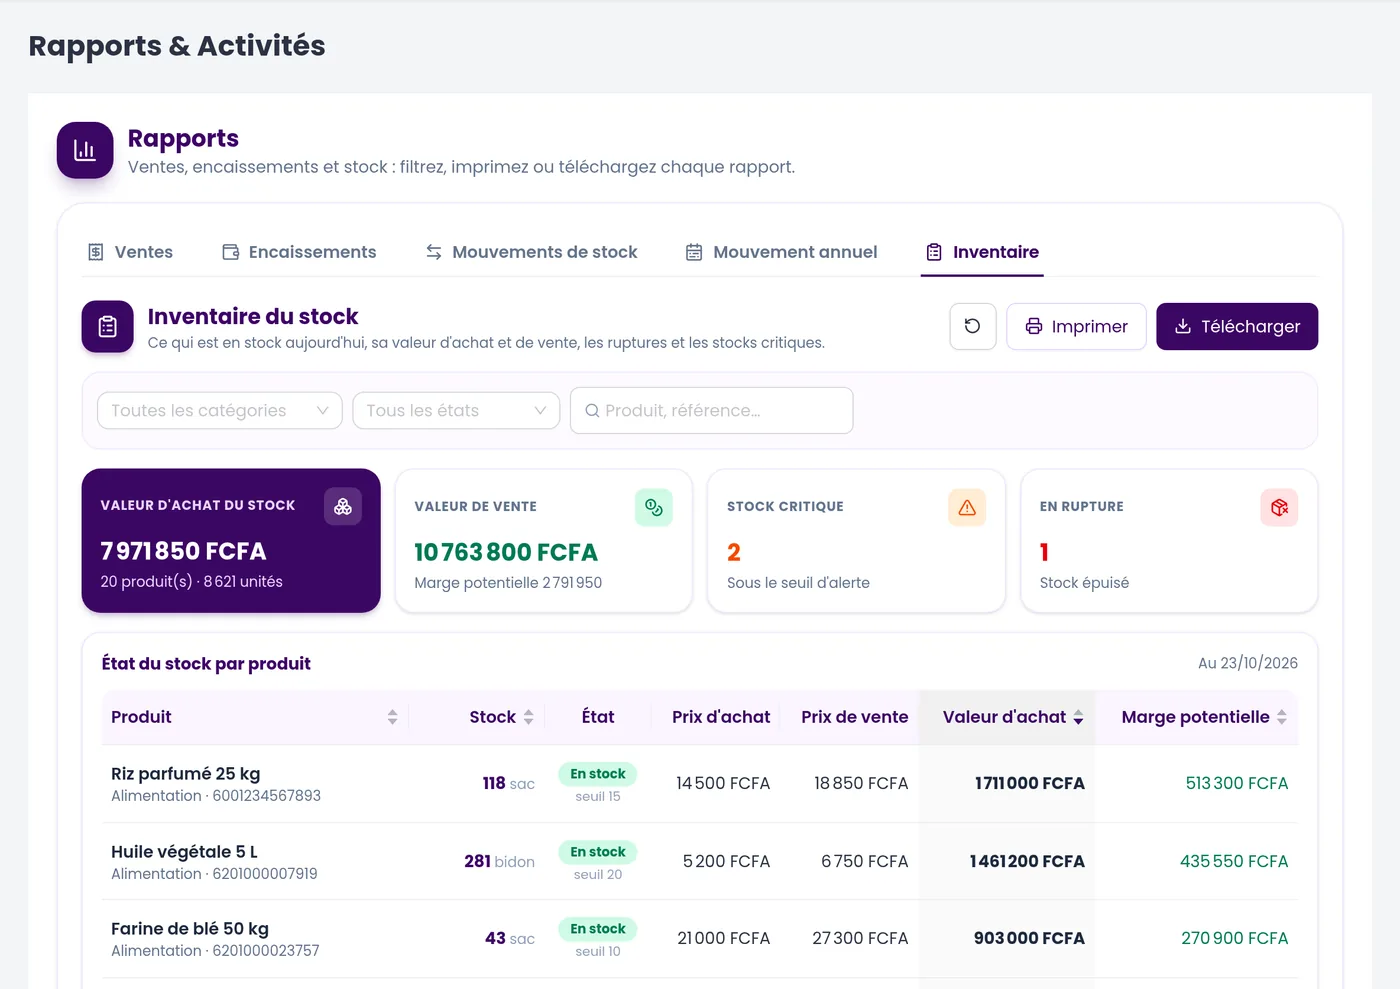 Rapports & Activités
Rapports
Ventes, encaissements et stock : filtrez, imprimez ou téléchargez chaque rapport.
Ventes Encaissements Mouvements de stock Mouvement annuel Inventaire
Inventaire du stock
Ce qui est en stock aujourd'hui, sa valeur d'achat et de vente, les ruptures et les stocks critiques.
Imprimer Télécharger
Toutes les catégories Tous les états Produit, référence...
VALEUR D'ACHAT DU STOCK
7 971 850 FCFA
20 produit(s) · 8 621 unités
VALEUR DE VENTE
10 763 800 FCFA
Marge potentielle 2 791 950
STOCK CRITIQUE
2
Sous le seuil d'alerte
EN RUPTURE
1
Stock épuisé
État du stock par produit Au 23/10/2026
Produit Stock État Prix d'achat Prix de vente Valeur d'achat Marge potentielle
Riz parfumé 25 kg
Alimentation · 6001234567893
118 sac En stock
seuil 15
14 500 FCFA 18 850 FCFA 1 711 000 FCFA 513 300 FCFA
Huile végétale 5 L
Alimentation · 6201000007919
281 bidon En stock
seuil 20
5 200 FCFA 6 750 FCFA 1 461 200 FCFA 435 550 FCFA
Farine de blé 50 kg
Alimentation · 6201000023757
43 sac En stock
seuil 10
21 000 FCFA 27 300 FCFA 903 000 FCFA 270 900 FCFA